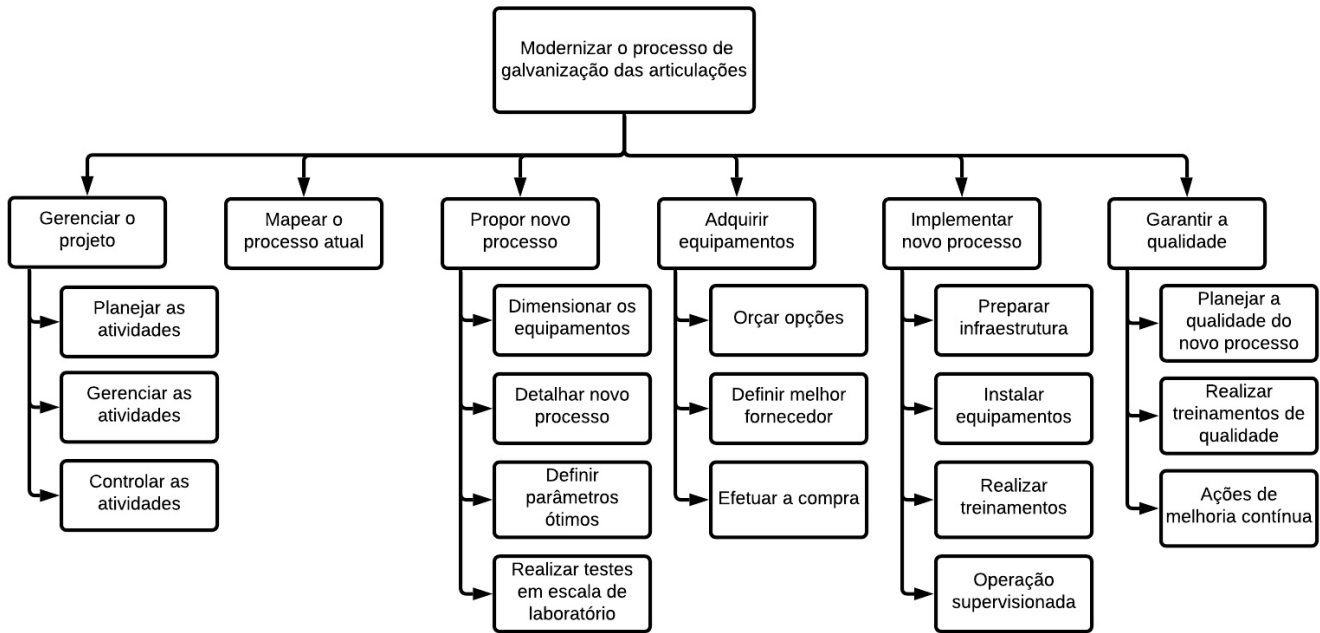 Modernizar o processo de
galvanização das articulações
Gerenciar o
projeto
Planejar as
atividades
Gerenciar as
atividades
Controlar as
atividades
Mapear o
processo atual
Propor novo
processo
Dimensionar os
equipamentos
Detalhar novo
processo
Definir
parâmetros
ótimos
Realizar testes
em escala de
laboratório
Adquirir
equipamentos
Orçar opções
Definir melhor
fornecedor
Efetuar a compra
Implementar
novo processo
Preparar
infraestrutura
Instalar
equipamentos
Realizar
treinamentos
Operação
supervisionada
Garantir a
qualidade
Planejar a
qualidade do
novo processo
Realizar
treinamentos de
qualidade
Ações de
melhoria contínua